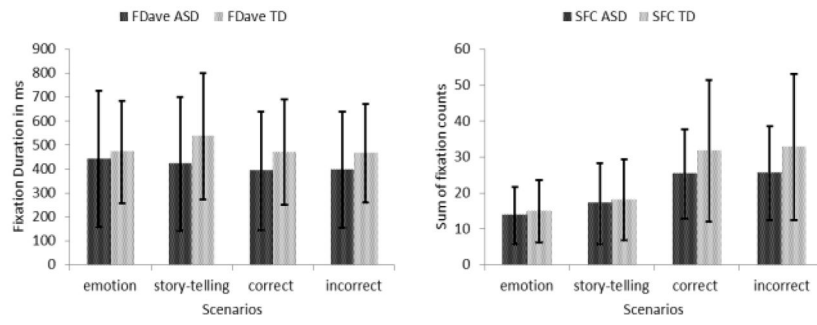 FDave ASD FDave TD
Fixation Duration in ms
900
800
700
600
500
400
300
200
100
0
emotion story-telling correct incorrect
Scenarios
SFC ASD SFC TD
Sum of fixation counts
60
50
40
30
20
10
0
emotion story-telling correct incorrect
Scenarios